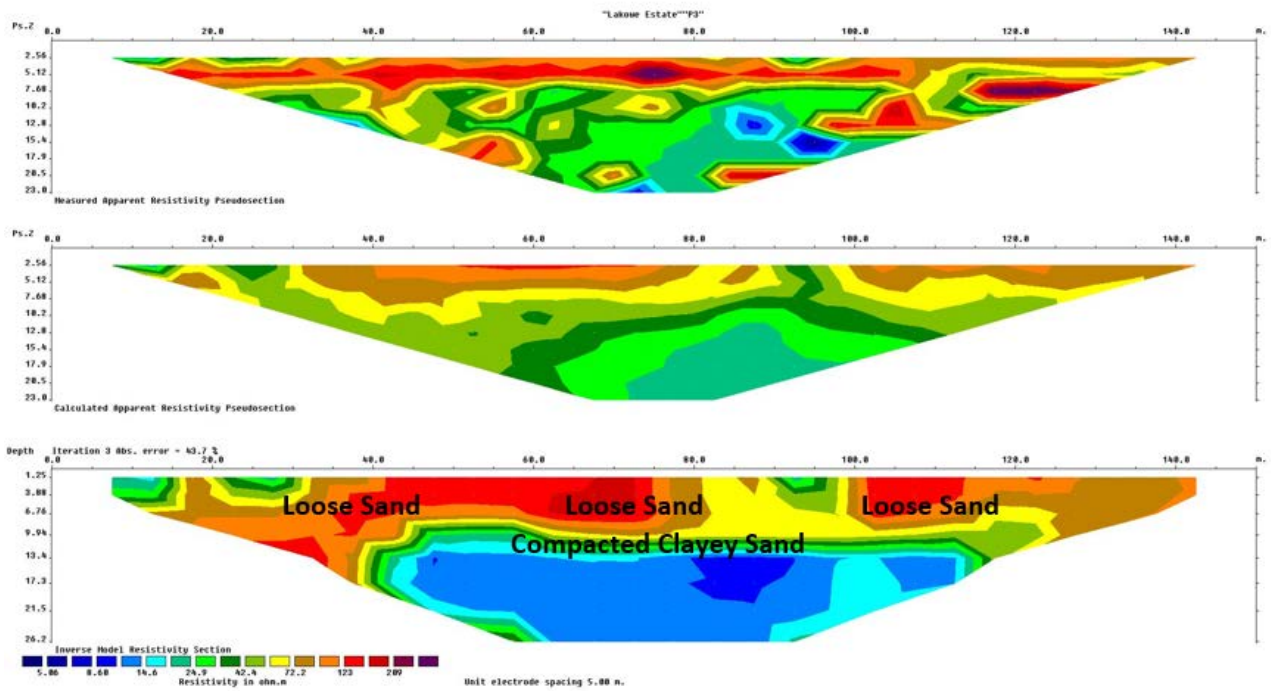 "Lakowe Estate""P3"
Ps.Z 0.0 20.0 40.0 60.0 80.0 100.0 120.0 140.0 m.
2.56
5.12
7.68
10.2
12.8
15.4
17.9
20.5
23.0
Measured Apparent Resistivity Pseudosection
Ps.Z 0.0 20.0 40.0 60.0 80.0 100.0 120.0 140.0 m.
2.56
5.12
7.68
10.2
12.8
15.4
17.9
20.5
23.0
Calculated Apparent Resistivity Pseudosection
Depth Iteration 3 Abs. error = 43.7 %
0.0 20.0 40.0 60.0 80.0 100.0 120.0 140.0 m.
1.25
3.88
6.76
9.94
13.4
17.3
21.5
26.2
Loose Sand Loose Sand Loose Sand
Compacted Clayey Sand
Inverse Model Resistivity Section
5.06 8.60 14.6 24.9 42.4 72.2 123 209
Resistivity in ohm.m Unit electrode spacing 5.00 m.